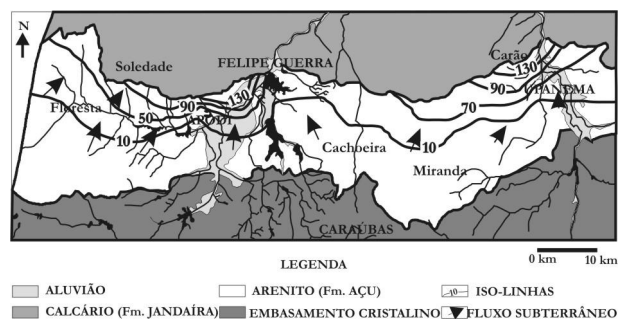 N
Soledade
FELIPE GUERRA
Carão
130
90
130
90
Floresta
50
APODI
70
PANEMA
10
Cachoeira
10
Miranda
CARAÚBAS
0 km 10 km
LEGENDA
ALUVIÃO
ARENITO (Fm. AÇU)
10 ISO-LINHAS
CALCÁRIO (Fm. JANDAÍRA)
EMBASAMENTO CRISTALINO
FLUXO SUBTERRÂNEO